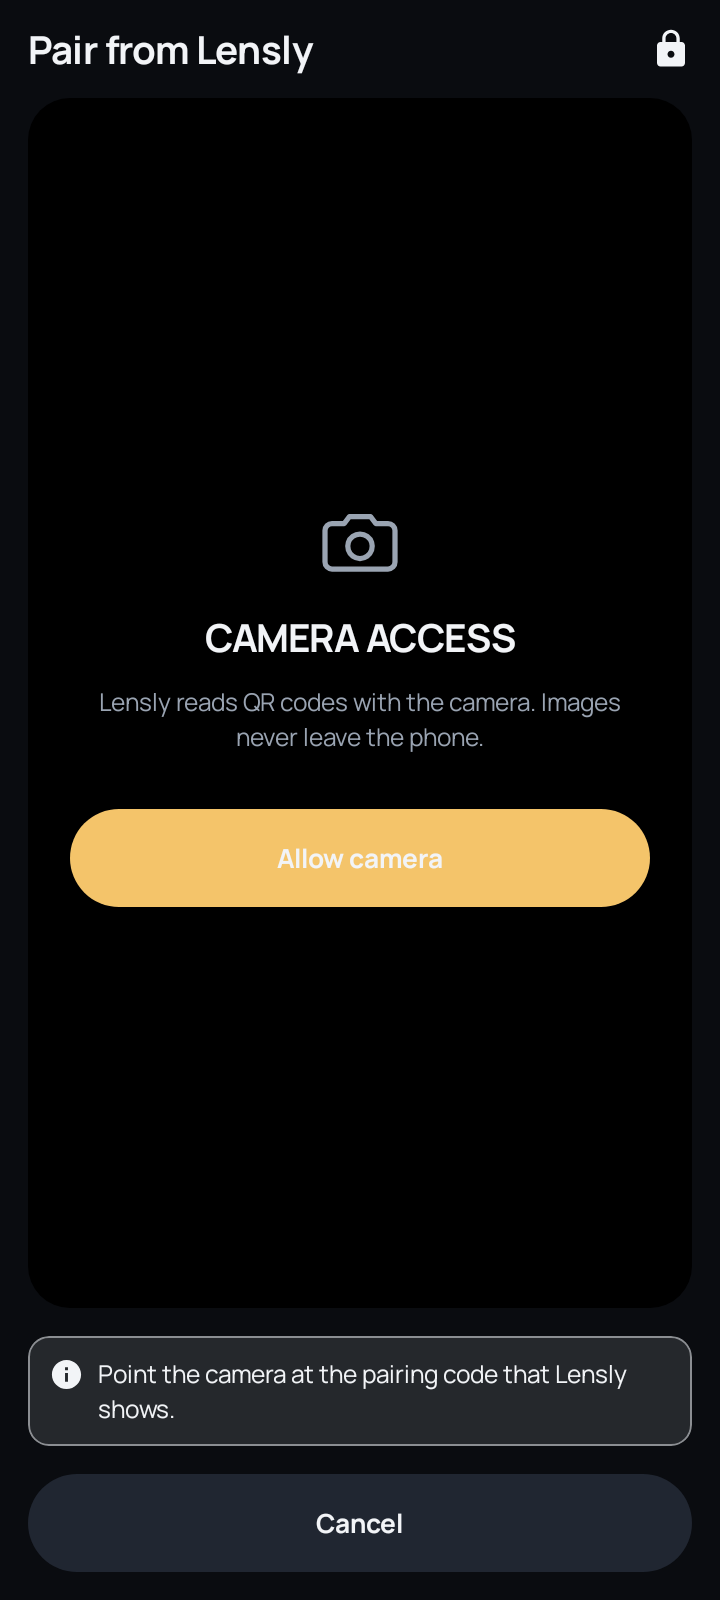 Pair from Lensly
CAMERA ACCESS
Lensly reads QR codes with the camera. Images
never leave the phone.
Allow camera
Point the camera at the pairing code that Lensly
shows.
Cancel